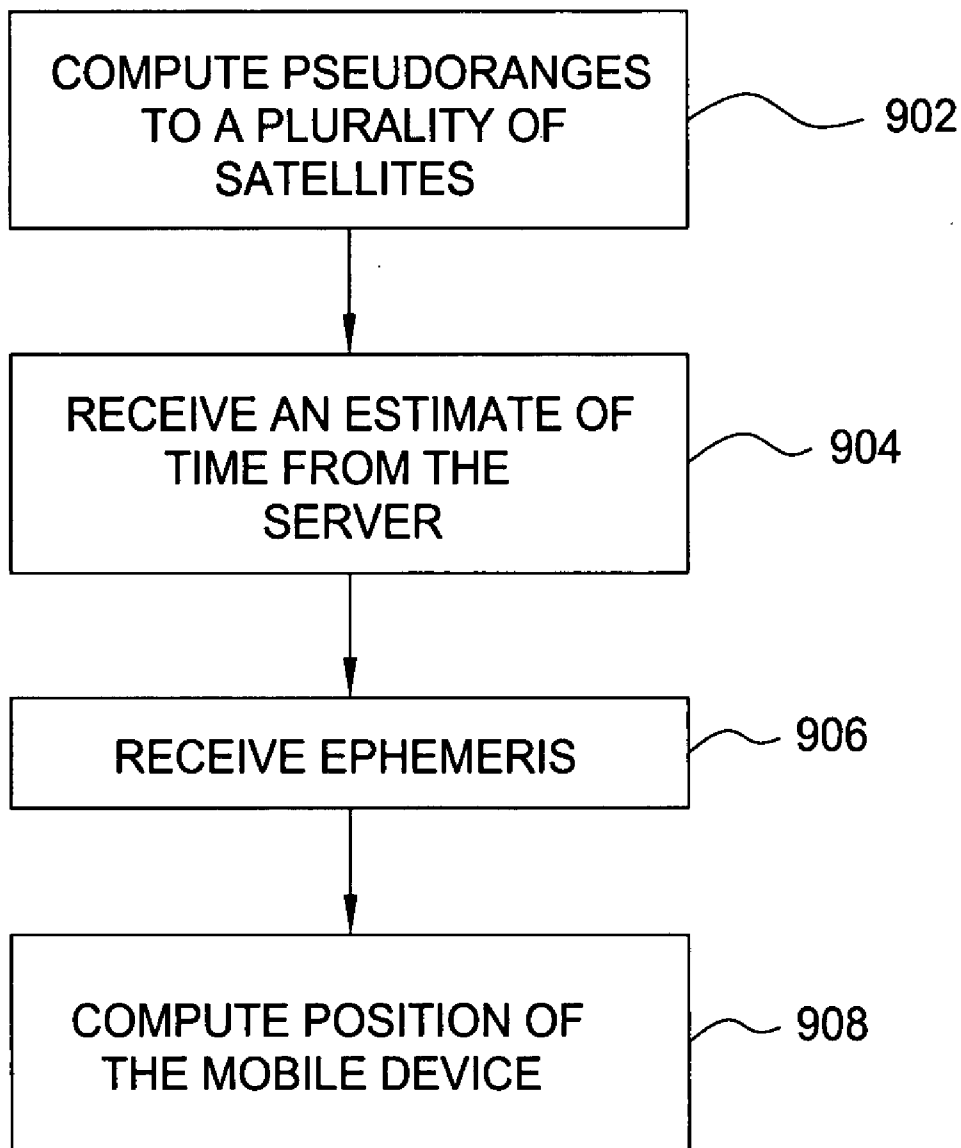 COMPUTE PSEUDORANGES
TO A PLURALITY OF
SATELLITES
902
RECEIVE AN ESTIMATE OF
TIME FROM THE
SERVER
904
RECEIVE EPHEMERIS
906
COMPUTE POSITION OF
THE MOBILE DEVICE
908